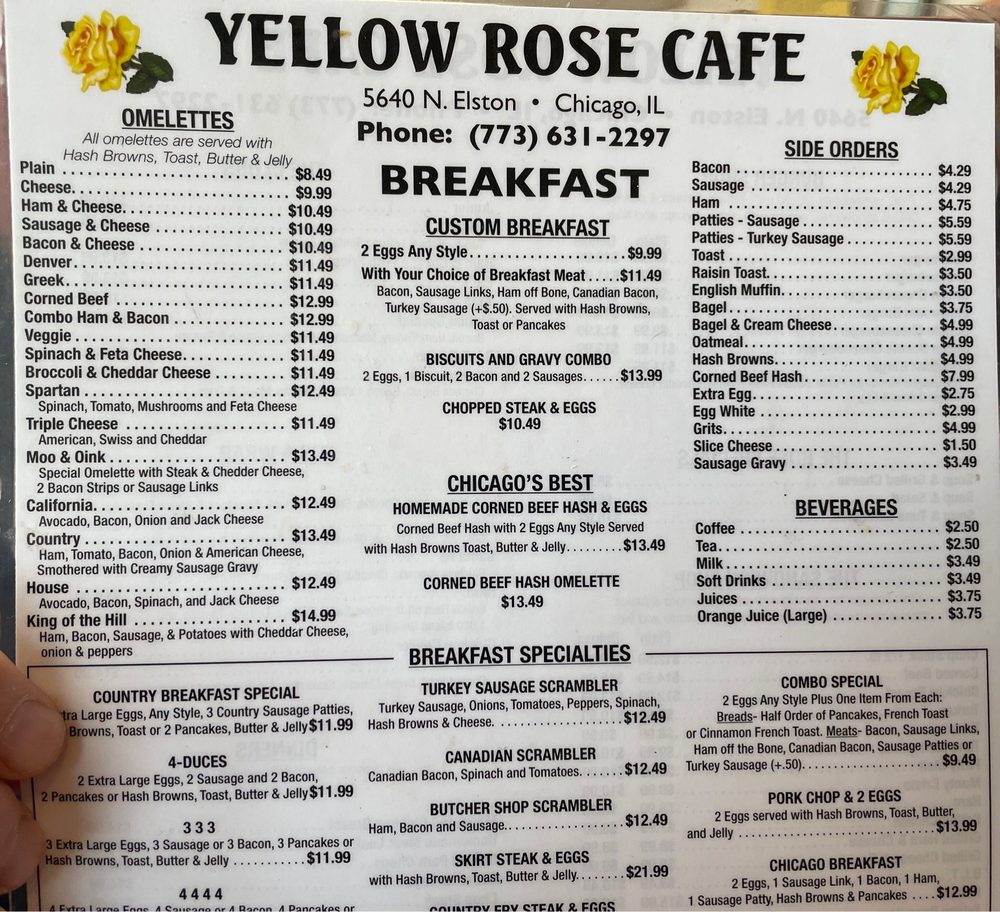 YELLOW ROSE CAFE
5640 N. Elston • Chicago, IL
Phone: (773) 631-2297
BREAKFAST
OMELETTES
All omelettes are served with
Hash Browns, Toast, Butter & Jelly
Plain $8.49
Cheese $9.99
Ham & Cheese $10.49
Sausage & Cheese $10.49
Bacon & Cheese $10.49
Denver $11.49
Greek $11.49
Corned Beef $12.99
Combo Ham & Bacon $12.99
Veggie $11.49
Spinach & Feta Cheese $11.49
Broccoli & Cheddar Cheese $11.49
Spartan $12.49
Spinach, Tomato, Mushrooms and Feta Cheese
Triple Cheese $11.49
American, Swiss and Cheddar
Moo & Oink $13.49
Special Omelette with Steak & Chedder Cheese,
2 Bacon Strips or Sausage Links
California $12.49
Avocado, Bacon, Onion and Jack Cheese
Country $13.49
Ham, Tomato, Bacon, Onion & American Cheese,
Smothered with Creamy Sausage Gravy
House $12.49
Avocado, Bacon, Spinach, and Jack Cheese
King of the Hill $14.99
Ham, Bacon, Sausage, & Potatoes with Cheddar Cheese,
onion & peppers
CUSTOM BREAKFAST
2 Eggs Any Style $9.99
With Your Choice of Breakfast Meat $11.49
Bacon, Sausage Links, Ham off Bone, Canadian Bacon,
Turkey Sausage (+$.50). Served with Hash Browns,
Toast or Pancakes
BISCUITS AND GRAVY COMBO
2 Eggs, 1 Biscuit, 2 Bacon and 2 Sausages $13.99
CHOPPED STEAK & EGGS
$10.49
CHICAGO'S BEST
HOMEMADE CORNED BEEF HASH & EGGS
Corned Beef Hash with 2 Eggs Any Style Served
with Hash Browns Toast, Butter & Jelly $13.49
CORNED BEEF HASH OMELETTE
$13.49
SIDE ORDERS
Bacon $4.29
Sausage $4.29
Ham $4.75
Patties - Sausage $5.59
Patties - Turkey Sausage $5.59
Toast $2.99
Raisin Toast $3.50
English Muffin $3.50
Bagel $3.75
Bagel & Cream Cheese $4.99
Oatmeal $4.99
Hash Browns $4.99
Corned Beef Hash $7.99
Extra Egg $2.75
Egg White $2.99
Grits $4.99
Slice Cheese $1.50
Sausage Gravy $3.49
BEVERAGES
Coffee $2.50
Tea $2.50
Milk $3.49
Soft Drinks $3.49
Juices $3.75
Orange Juice (Large) $3.75
BREAKFAST SPECIALTIES
COUNTRY BREAKFAST SPECIAL
Large Eggs, Any Style, 3 Country Sausage Patties,
Browns, Toast or 2 Pancakes, Butter & Jelly $11.99
4-DUCES
2 Extra Large Eggs, 2 Sausage and 2 Bacon,
2 Pancakes or Hash Browns, Toast, Butter & Jelly $11.99
3 3 3
3 Extra Large Eggs, 3 Sausage or 3 Bacon, 3 Pancakes or
Hash Browns, Toast, Butter & Jelly $11.99
4 4 4 4
4 Extra Large Eggs, 4 Sausage or 4 Bacon, 4 Pancakes or
TURKEY SAUSAGE SCRAMBLER
Turkey Sausage, Onions, Tomatoes, Peppers, Spinach,
Hash Browns & Cheese. $12.49
CANADIAN SCRAMBLER
Canadian Bacon, Spinach and Tomatoes $12.49
BUTCHER SHOP SCRAMBLER
Ham, Bacon and Sausage $12.49
SKIRT STEAK & EGGS
with Hash Browns, Toast, Butter & Jelly $21.99
COUNTRY FRY STEAK & EGGS
COMBO SPECIAL
2 Eggs Any Style Plus One Item From Each:
Breads- Half Order of Pancakes, French Toast
or Cinnamon French Toast. Meats- Bacon, Sausage Links,
Ham off the Bone, Canadian Bacon, Sausage Patties or
Turkey Sausage (+.50) $9.49
PORK CHOP & 2 EGGS
2 Eggs served with Hash Browns, Toast, Butter,
and Jelly $13.99
CHICAGO BREAKFAST
2 Eggs, 1 Sausage Link, 1 Bacon, 1 Ham,
1 Sausage Patty, Hash Browns & Pancakes $12.99